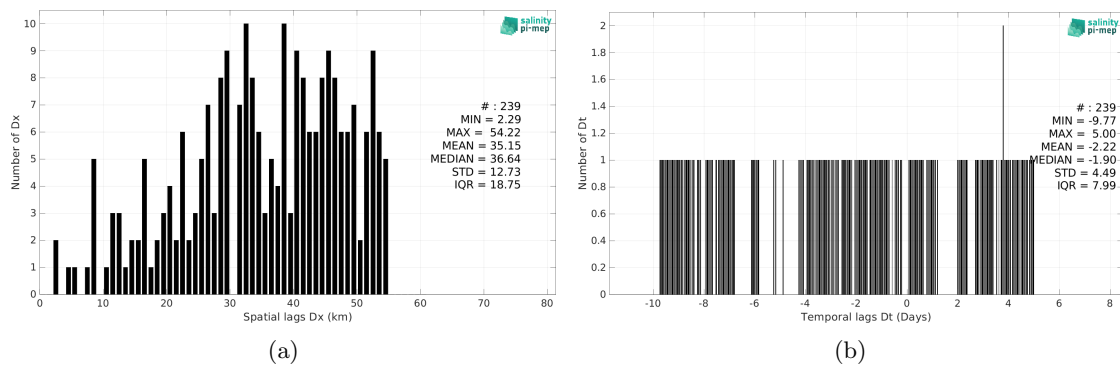 10
9
8
7
6
5
4
3
2
1
0
Number of Dx
0 10 20 30 40 50 60 70 80
Spatial lags Dx (km)
salinity
pi-mep
# : 239
MIN = 2.29
MAX = 54.22
MEAN = 35.15
MEDIAN = 36.64
STD = 12.73
IQR = 18.75
(a)
2
1.8
1.6
1.4
1.2
1
0.8
0.6
0.4
0.2
0
Number of Dt
-10 -8 -6 -4 -2 0 2 4 6 8
Temporal lags Dt (Days)
salinity
pi-mep
# : 239
MIN = -9.77
MAX = 5.00
MEAN = -2.22
MEDIAN = -1.90
STD = 4.49
IQR = 7.99
(b)